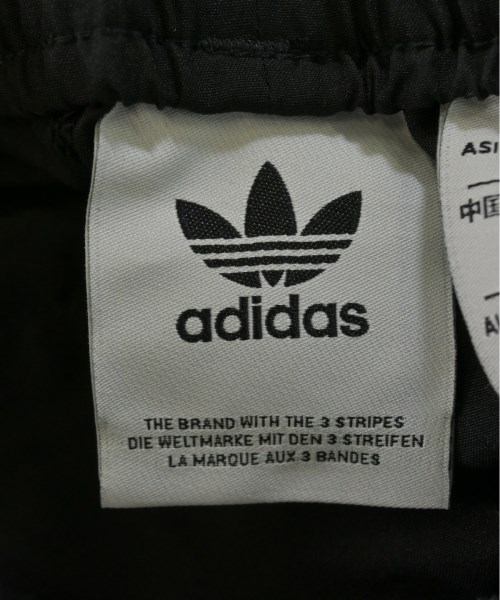 adidas
THE BRAND WITH THE 3 STRIPES
DIE WELTMARKE MIT DEN 3 STREIFEN
LA MARQUE AUX 3 BANDES
ASI
中国